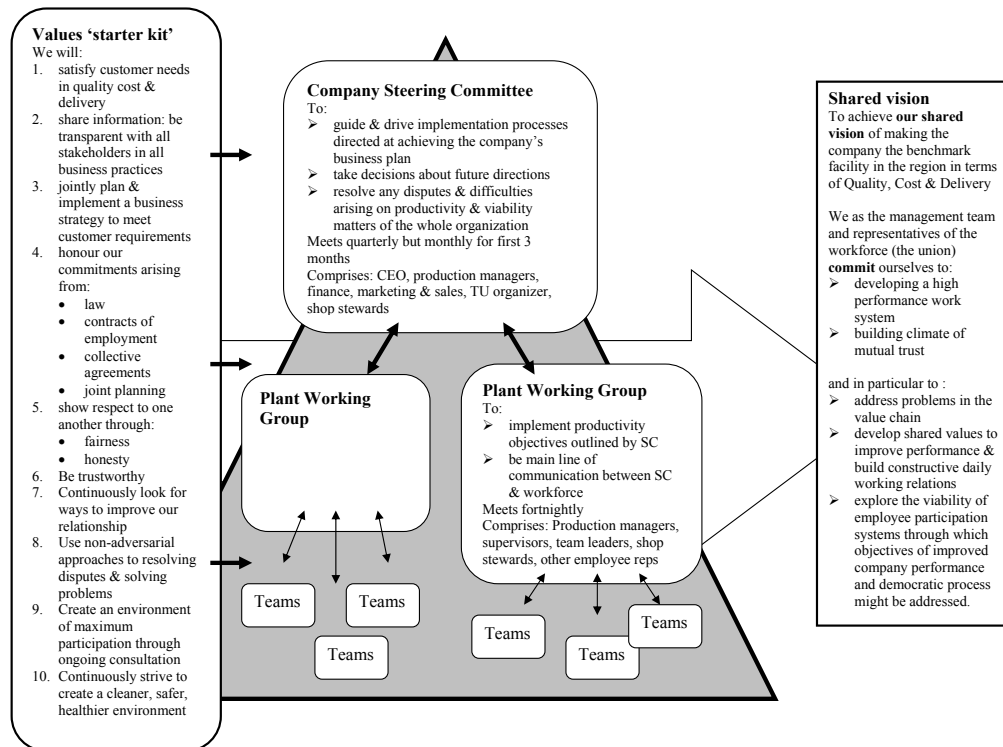 Values ‘starter kit’
We will:
1. satisfy customer needs
in quality cost &
delivery
2. share information: be
transparent with all
stakeholders in all
business practices
3. jointly plan &
implement a business
strategy to meet
customer requirements
4. honour our
commitments arising
from:
• law
• contracts of
employment
• collective
agreements
• joint planning
5. show respect to one
another through:
• fairness
• honesty
6. Be trustworthy
7. Continuously look for
ways to improve our
relationship
8. Use non-adversarial
approaches to resolving
disputes & solving
problems
9. Create an environment
of maximum
participation through
ongoing consultation
10. Continuously strive to
create a cleaner, safer,
healthier environment
Company Steering Committee
To:
➢ guide & drive implementation processes
directed at achieving the company’s
business plan
➢ take decisions about future directions
➢ resolve any disputes & difficulties
arising on productivity & viability
matters of the whole organization
Meets quarterly but monthly for first 3
months
Comprises: CEO, production managers,
finance, marketing & sales, TU organizer,
shop stewards
Plant Working
Group
Plant Working Group
To:
➢ implement productivity
objectives outlined by SC
➢ be main line of
communication between SC
& workforce
Meets fortnightly
Comprises: Production managers,
supervisors, team leaders, shop
stewards, other employee reps
Teams
Teams
Teams
Teams
Teams
Teams
Shared vision
To achieve our shared
vision of making the
company the benchmark
facility in the region in terms
of Quality, Cost & Delivery
We as the management team
and representatives of the
workforce (the union)
commit ourselves to:
➢ developing a high
performance work
system
➢ building climate of
mutual trust
and in particular to :
➢ address problems in the
value chain
➢ develop shared values to
improve performance &
build constructive daily
working relations
➢ explore the viability of
employee participation
systems through which
objectives of improved
company performance
and democratic process
might be addressed.